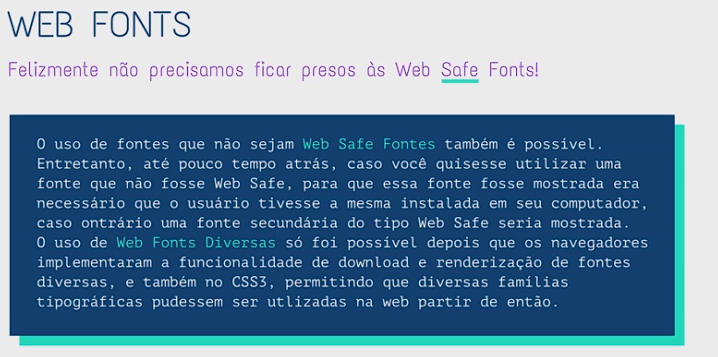 WEB FONTS
Felizmente não precisamos ficar presos às Web Safe Fonts!
O uso de fontes que não sejam Web Safe Fontes também é possível.
Entretanto, até pouco tempo atrás, caso você quisesse utilizar uma
fonte que não fosse Web Safe, para que essa fonte fosse mostrada era
necessário que o usuário tivesse a mesma instalada em seu computador,
caso ontrário uma fonte secundária do tipo Web Safe seria mostrada.
O uso de Web Fonts Diversas só foi possivel depois que os navegadores
implementaram a funcionalidade de download e renderização de fontes
diversas, e também no CSS3, permitindo que diversas famílias
tipográficas pudessem ser utlizadas na web partir de então.